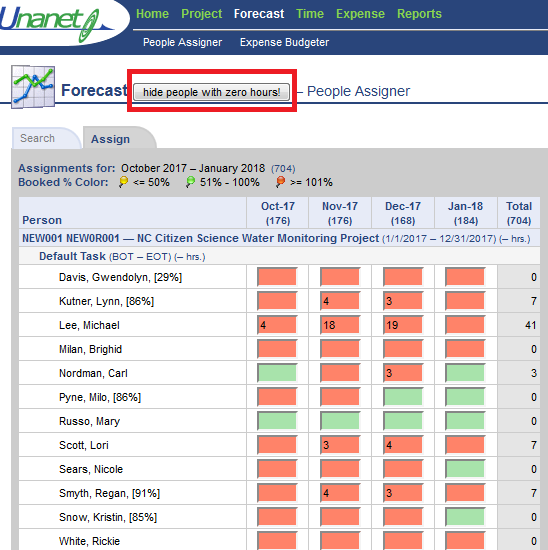 Unanet
Home Project Forecast Time Expense Reports
People Assigner Expense Budgeter
Forecast hide people with zero hours! – People Assigner
Search Assign
Assignments for: October 2017 – January 2018 (704)
Booked % Color: <= 50% 51% - 100% >= 101%
Person Oct-17 (176) Nov-17 (176) Dec-17 (168) Jan-18 (184) Total (704)
NEW001 NEW0R001 — NC Citizen Science Water Monitoring Project (1/1/2017 – 12/31/2017) (– hrs.)
Default Task (BOT – EOT) (– hrs.)
Davis, Gwendolyn, [29%] 0
Kutner, Lynn, [86%] 4 3 7
Lee, Michael 4 18 19 41
Milan, Brighid 0
Nordman, Carl 3 3
Pyne, Milo, [86%] 0
Russo, Mary 0
Scott, Lori 3 4 7
Sears, Nicole 0
Smyth, Regan, [91%] 4 3 7
Snow, Kristin, [85%] 0
White, Rickie 0